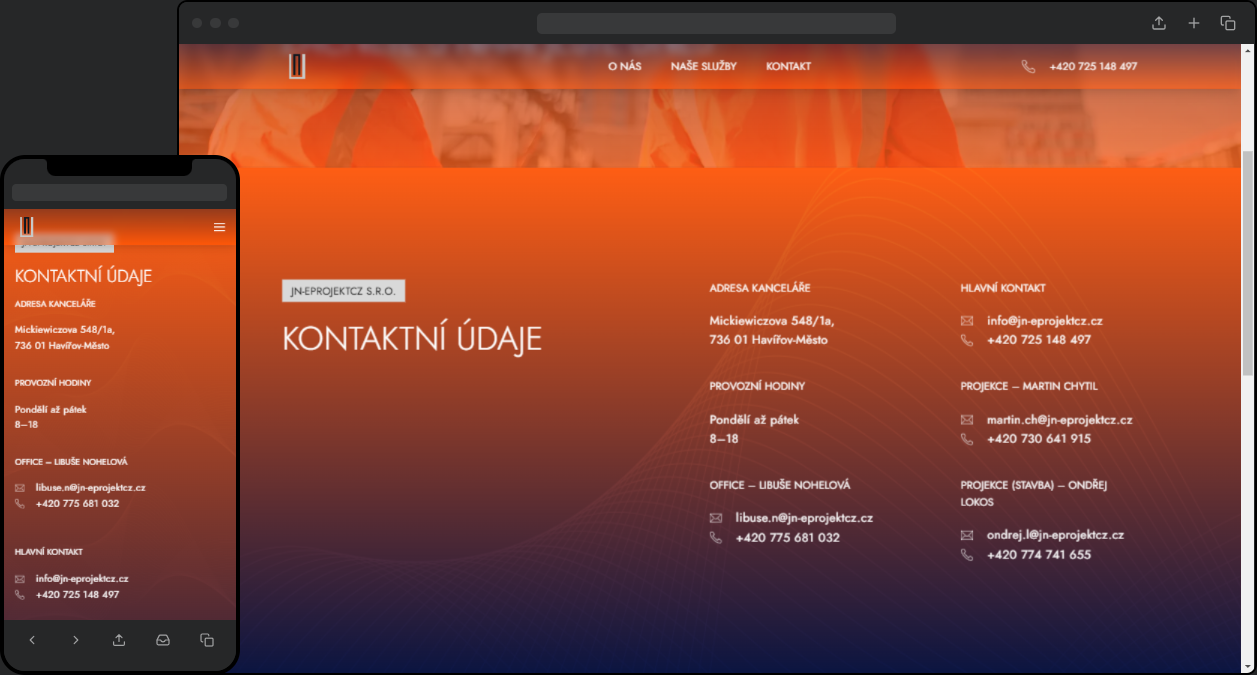 O NÁS
NAŠE SLUŽBY
KONTAKT
+420 725 148 497
JN-EPROJEKTCZ S.R.O.
KONTAKTNÍ ÚDAJE
ADRESA KANCELÁŘE
Mickiewiczova 548/1a,
736 01 Havířov-Město
PROVOZNÍ HODINY
Pondělí až pátek
8–18
OFFICE – LIBUŠE NOHELOVÁ
libuse.n@jn-eprojektcz.cz
+420 775 681 032
HLAVNÍ KONTAKT
info@jn-eprojektcz.cz
+420 725 148 497
PROJEKCE – MARTIN CHYTIL
martin.ch@jn-eprojektcz.cz
+420 730 641 915
PROJEKCE (STAVBA) – ONDŘEJ
LOKOS
ondrej.l@jn-eprojektcz.cz
+420 774 741 655
KONTAKTNÍ ÚDAJE
ADRESA KANCELÁŘE
Mickiewiczova 548/1a,
736 01 Havířov-Město
PROVOZNÍ HODINY
Pondělí až pátek
8–18
OFFICE – LIBUŠE NOHELOVÁ
libuse.n@jn-eprojektcz.cz
+420 775 681 032
HLAVNÍ KONTAKT
info@jn-eprojektcz.cz
+420 725 148 497